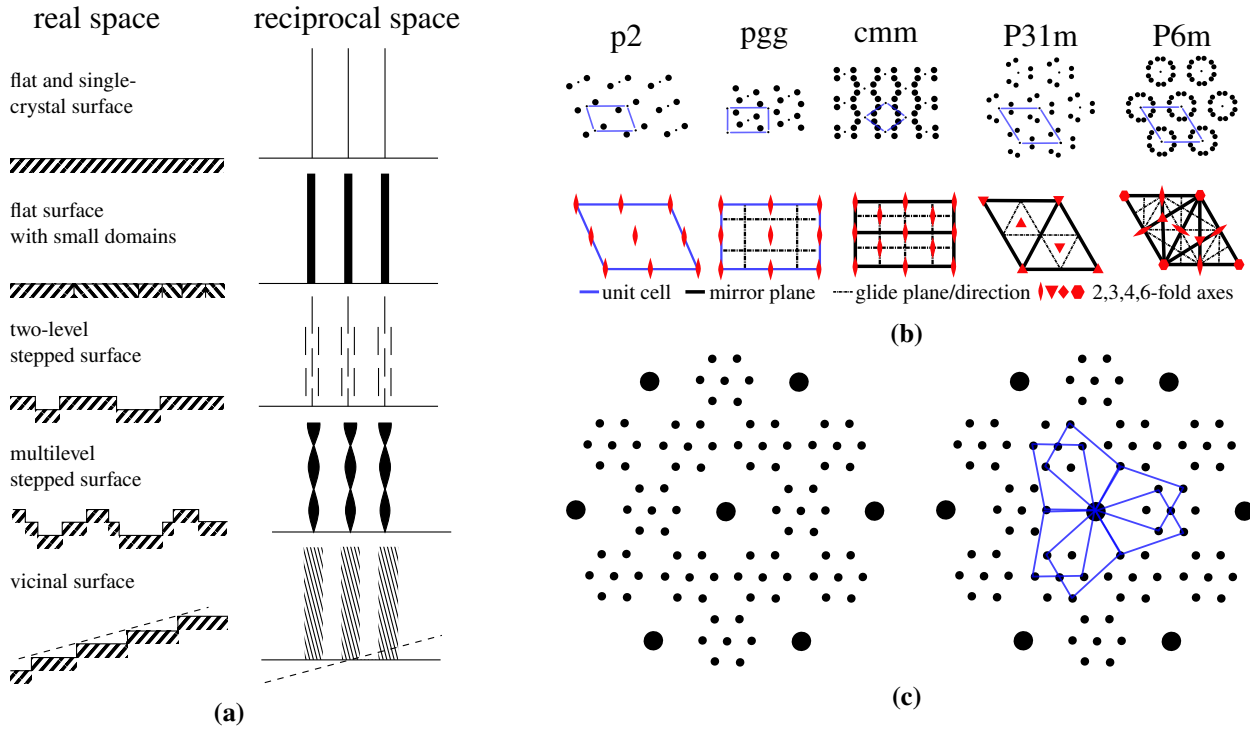 real space
reciprocal space
flat and single-
crystal surface
flat surface
with small domains
two-level
stepped surface
multilevel
stepped surface
vicinal surface
(a)
p2
pgg
cmm
P31m
P6m
unit cell
mirror plane
glide plane/direction
2,3,4,6-fold axes
(b)
(c)